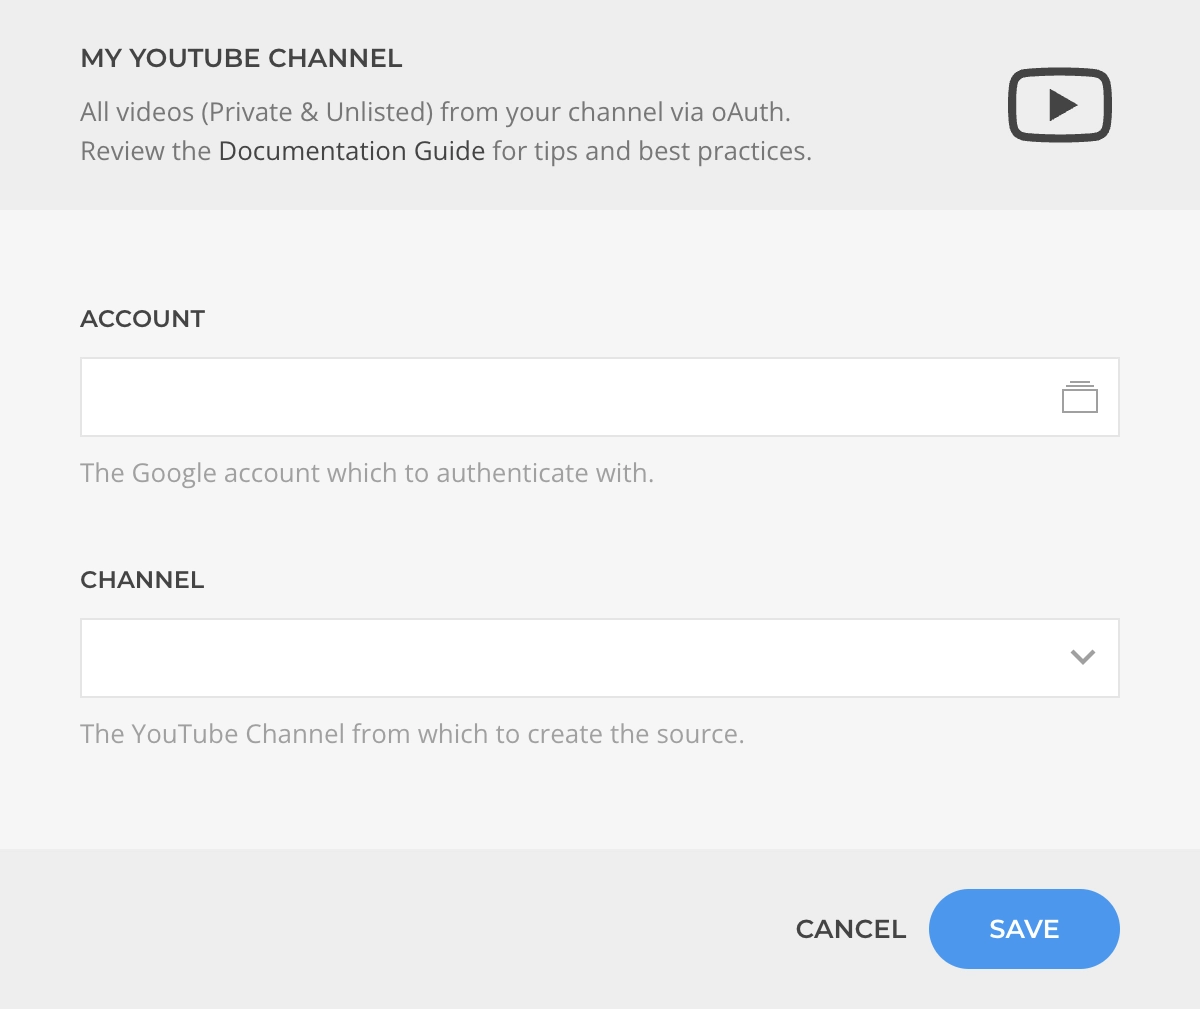 MY YOUTUBE CHANNEL
All videos (Private & Unlisted) from your channel via oAuth.
Review the Documentation Guide for tips and best practices.
ACCOUNT
The Google account which to authenticate with.
CHANNEL
The YouTube Channel from which to create the source.
CANCEL SAVE